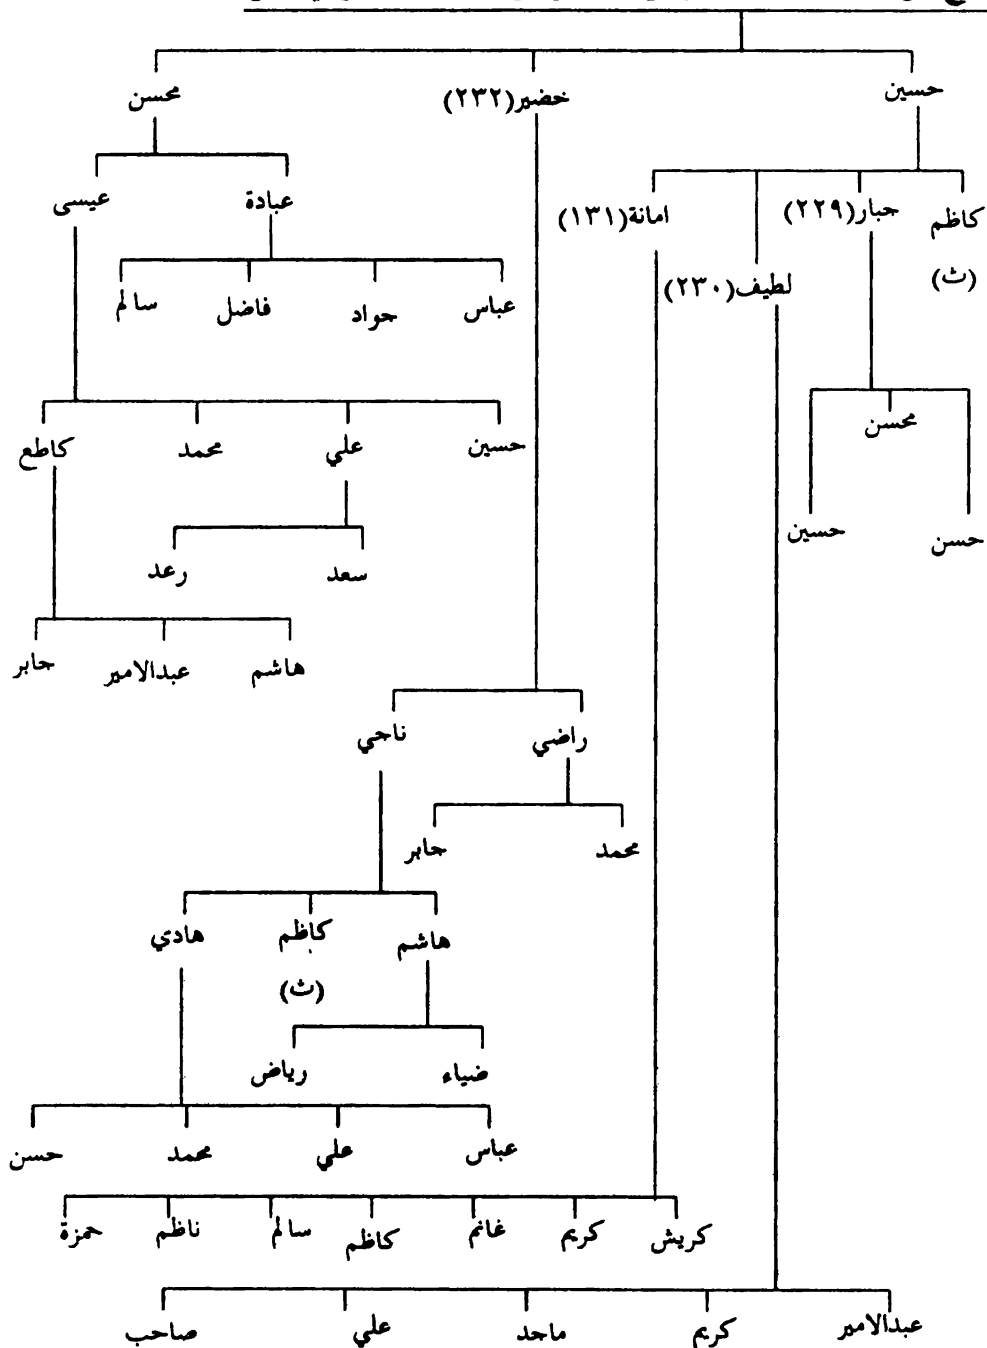 حسين خضير(٢٣٢) محسن
عبادة عيسى
كاظم جبار(٢٢٩) امانة(١٣١)
(ث) لطيف(٢٣٠)
عباس جواد فاضل سالم
محسن
حسين علي محمد كاطع
حسن حسين
سعد رعد
هاشم عبدالامير جابر
راضي ناجي
محمد جابر
هاشم كاظم هادي
(ث)
ضياء رياض
عباس علي محمد حسن
كريش كريم غانم كاظم سالم ناظم حمزة
عبدالامير كريم ماجد علي صاحب